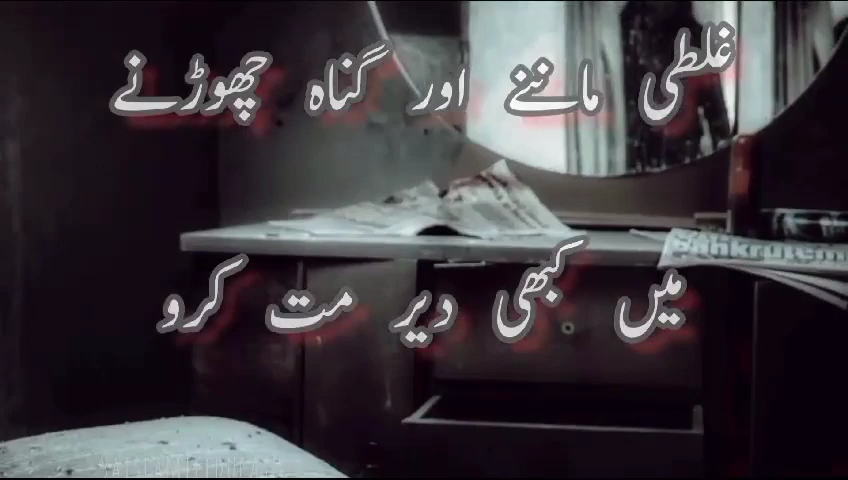 غلطی ماننے اور گناہ چھوڑنے
میں کبھی دیر مت کرو